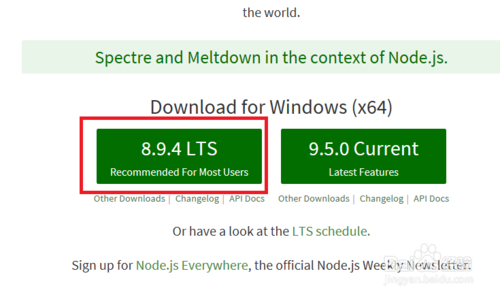 the world.
Spectre and Meltdown in the context of Node.js.
Download for Windows (x64)
8.9.4 LTS
Recommended For Most Users
9.5.0 Current
Latest Features
Other Downloads | Changelog | API Docs
Other Downloads | Changelog | API Docs
Or have a look at the LTS schedule.
Sign up for Node.js Everywhere, the official Node.js Weekly Newsletter.
jingyan.baidu.com